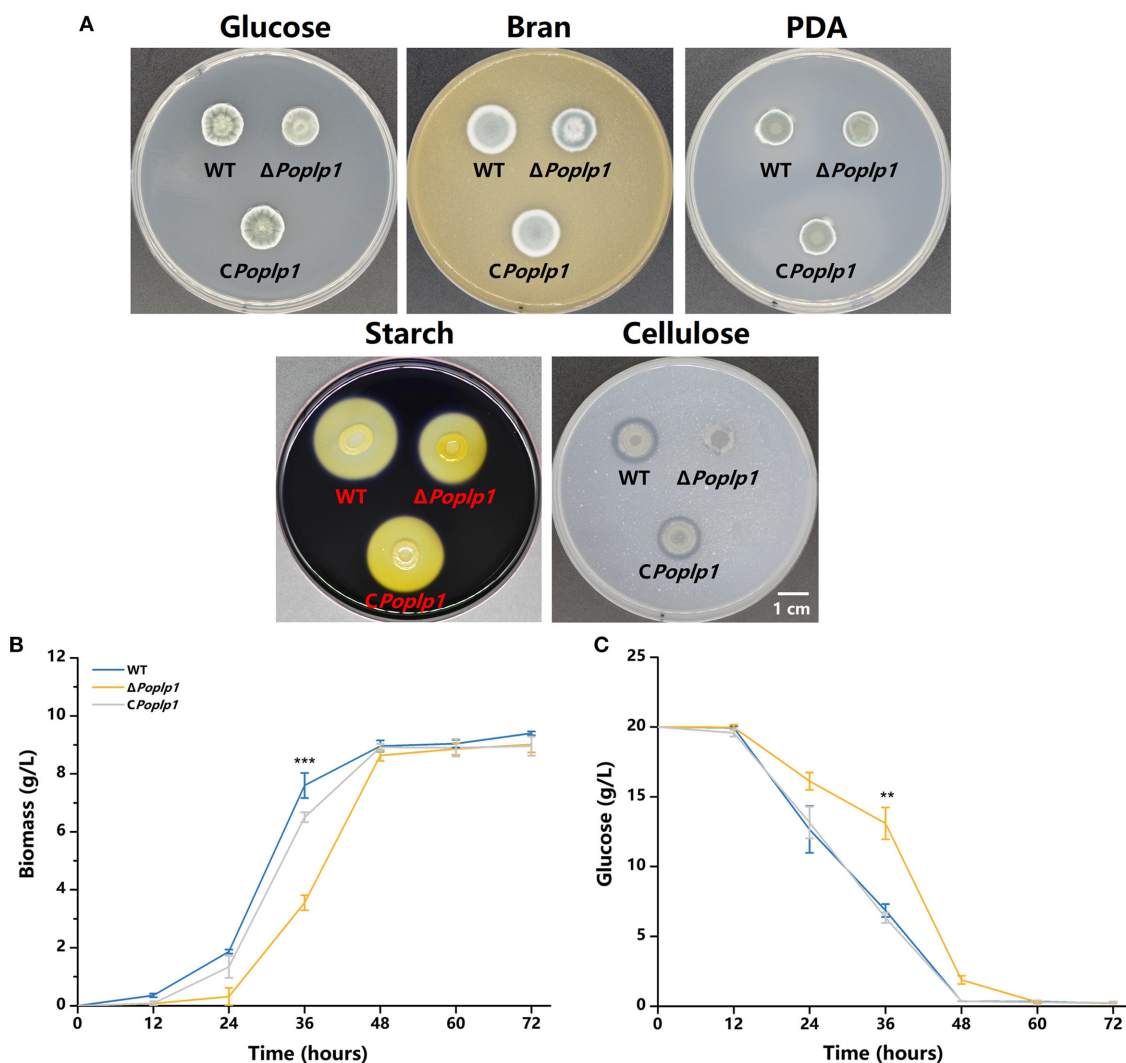 A
Glucose Bran PDA
WT ΔPoplp1 WT ΔPoplp1 WT ΔPoplp1
CPoplp1 CPoplp1 CPoplp1
Starch Cellulose
WT ΔPoplp1 WT ΔPoplp1
CPoplp1 CPoplp1
1 cm
B
12
10
8
6
4
2
0
Biomass (g/L)
WT
ΔPoplp1
CPoplp1
***
0 12 24 36 48 60 72
Time (hours)
C
25
20
15
10
5
0
Glucose (g/L)
**
0 12 24 36 48 60 72
Time (hours)